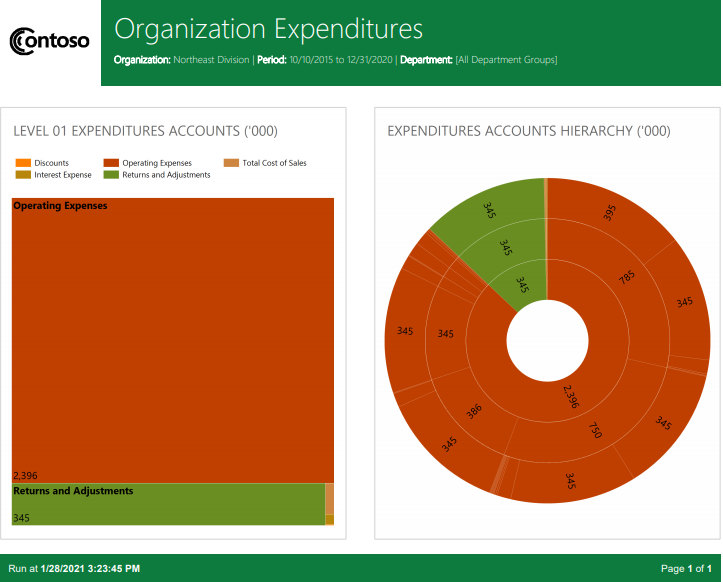 Contoso
Organization Expenditures
Organization: Northeast Division | Period: 10/10/2015 to 12/31/2020 | Department: [All Department Groups]
LEVEL 01 EXPENDITURES ACCOUNTS ('000)
Discounts
Operating Expenses
Total Cost of Sales
Interest Expense
Returns and Adjustments
Operating Expenses
2,396
Returns and Adjustments
345
EXPENDITURES ACCOUNTS HIERARCHY ('000)
345
395
345
785
345
345
345
345
2,396
386
750
345
345
345
Run at 1/28/2021 3:23:45 PM
Page 1 of 1